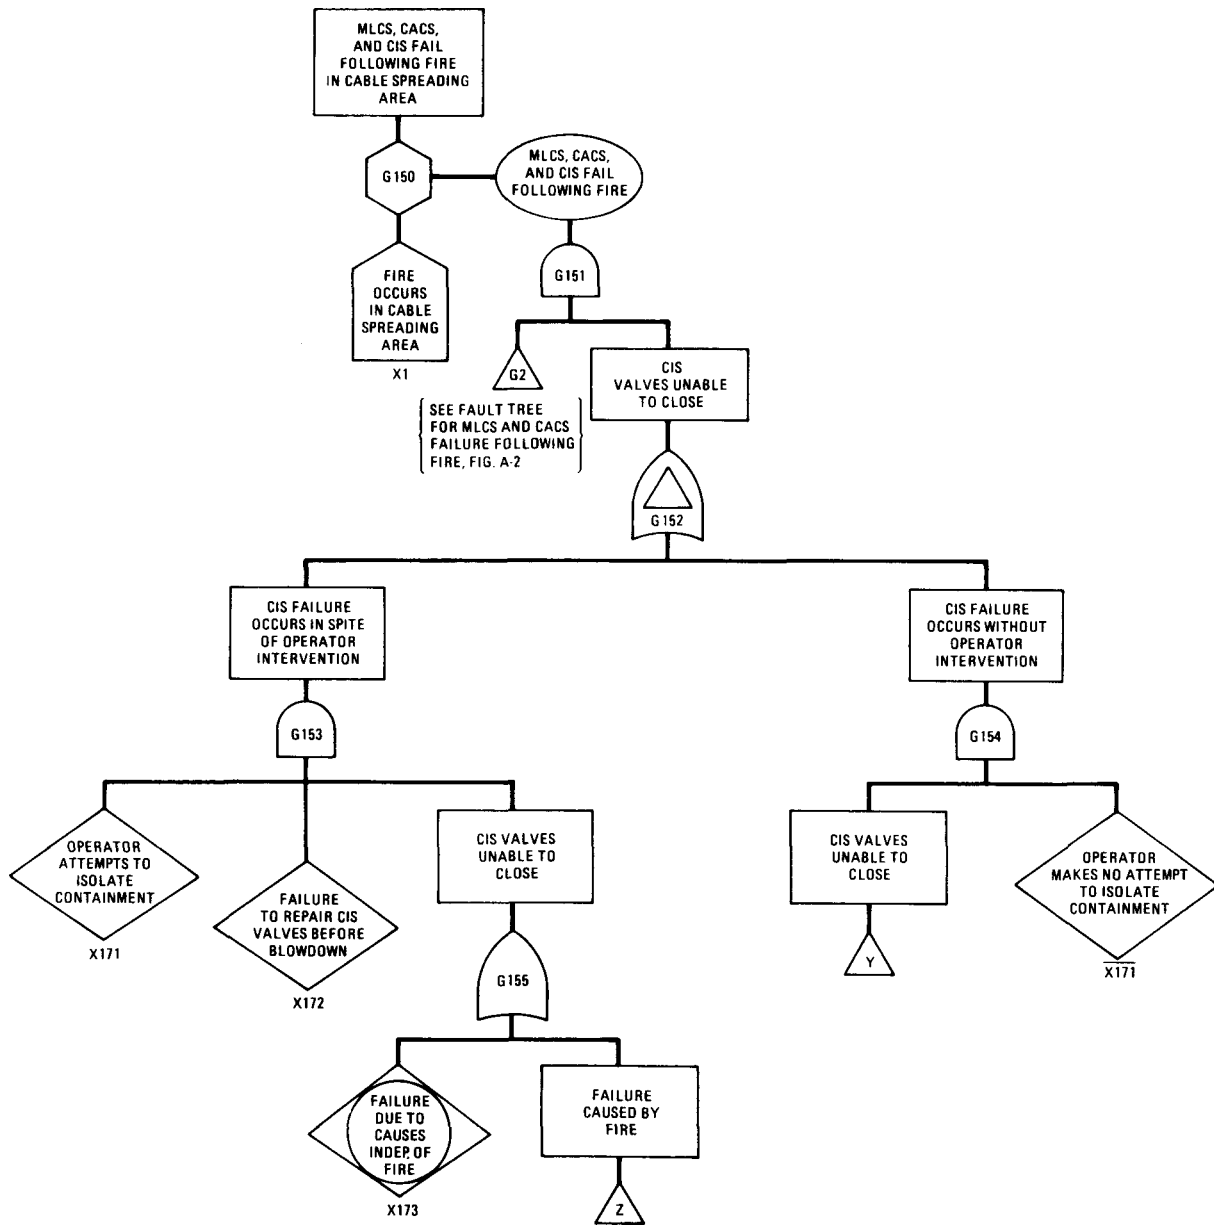 MLCS, CACS,
AND CIS FAIL
FOLLOWING FIRE
IN CABLE SPREADING
AREA
G150
MLCS, CACS,
AND CIS FAIL
FOLLOWING FIRE
FIRE
OCCURS
IN CABLE
SPREADING
AREA
X1
G151
G2
SEE FAULT TREE
FOR MLCS AND CACS
FAILURE FOLLOWING
FIRE, FIG. A-2
CIS
VALVES UNABLE
TO CLOSE
G152
CIS FAILURE
OCCURS IN SPITE
OF OPERATOR
INTERVENTION
CIS FAILURE
OCCURS WITHOUT
OPERATOR
INTERVENTION
G153
G154
OPERATOR
ATTEMPTS TO
ISOLATE
CONTAINMENT
X171
FAILURE
TO REPAIR CIS
VALVES BEFORE
BLOWDOWN
X172
CIS VALVES
UNABLE TO
CLOSE
CIS VALVES
UNABLE TO
CLOSE
Y
OPERATOR
MAKES NO ATTEMPT
TO ISOLATE
CONTAINMENT
X̅1̅7̅1̅
G155
FAILURE
DUE TO
CAUSES
INDEP. OF
FIRE
X173
FAILURE
CAUSED BY
FIRE
Z